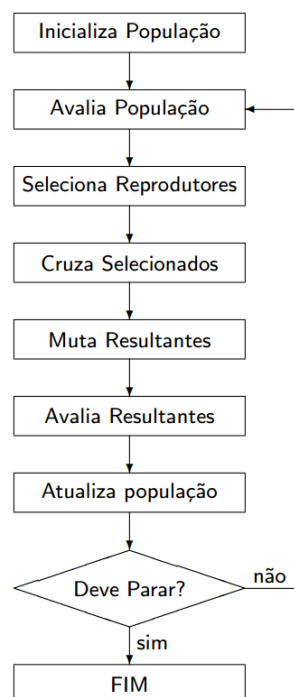 Inicializa População
Avalia População
Seleciona Reprodutores
Cruza Selecionados
Muta Resultantes
Avalia Resultantes
Atualiza população
Deve Parar?
não
sim
FIM